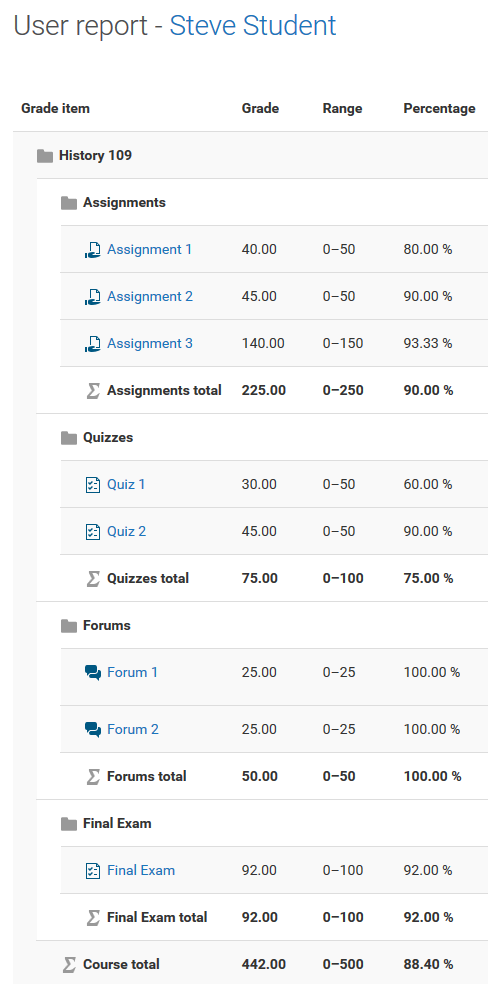 User report - Steve Student
Grade item Grade Range Percentage
History 109
Assignments
Assignment 1 40.00 0–50 80.00 %
Assignment 2 45.00 0–50 90.00 %
Assignment 3 140.00 0–150 93.33 %
Assignments total 225.00 0–250 90.00 %
Quizzes
Quiz 1 30.00 0–50 60.00 %
Quiz 2 45.00 0–50 90.00 %
Quizzes total 75.00 0–100 75.00 %
Forums
Forum 1 25.00 0–25 100.00 %
Forum 2 25.00 0–25 100.00 %
Forums total 50.00 0–50 100.00 %
Final Exam
Final Exam 92.00 0–100 92.00 %
Final Exam total 92.00 0–100 92.00 %
Course total 442.00 0–500 88.40 %